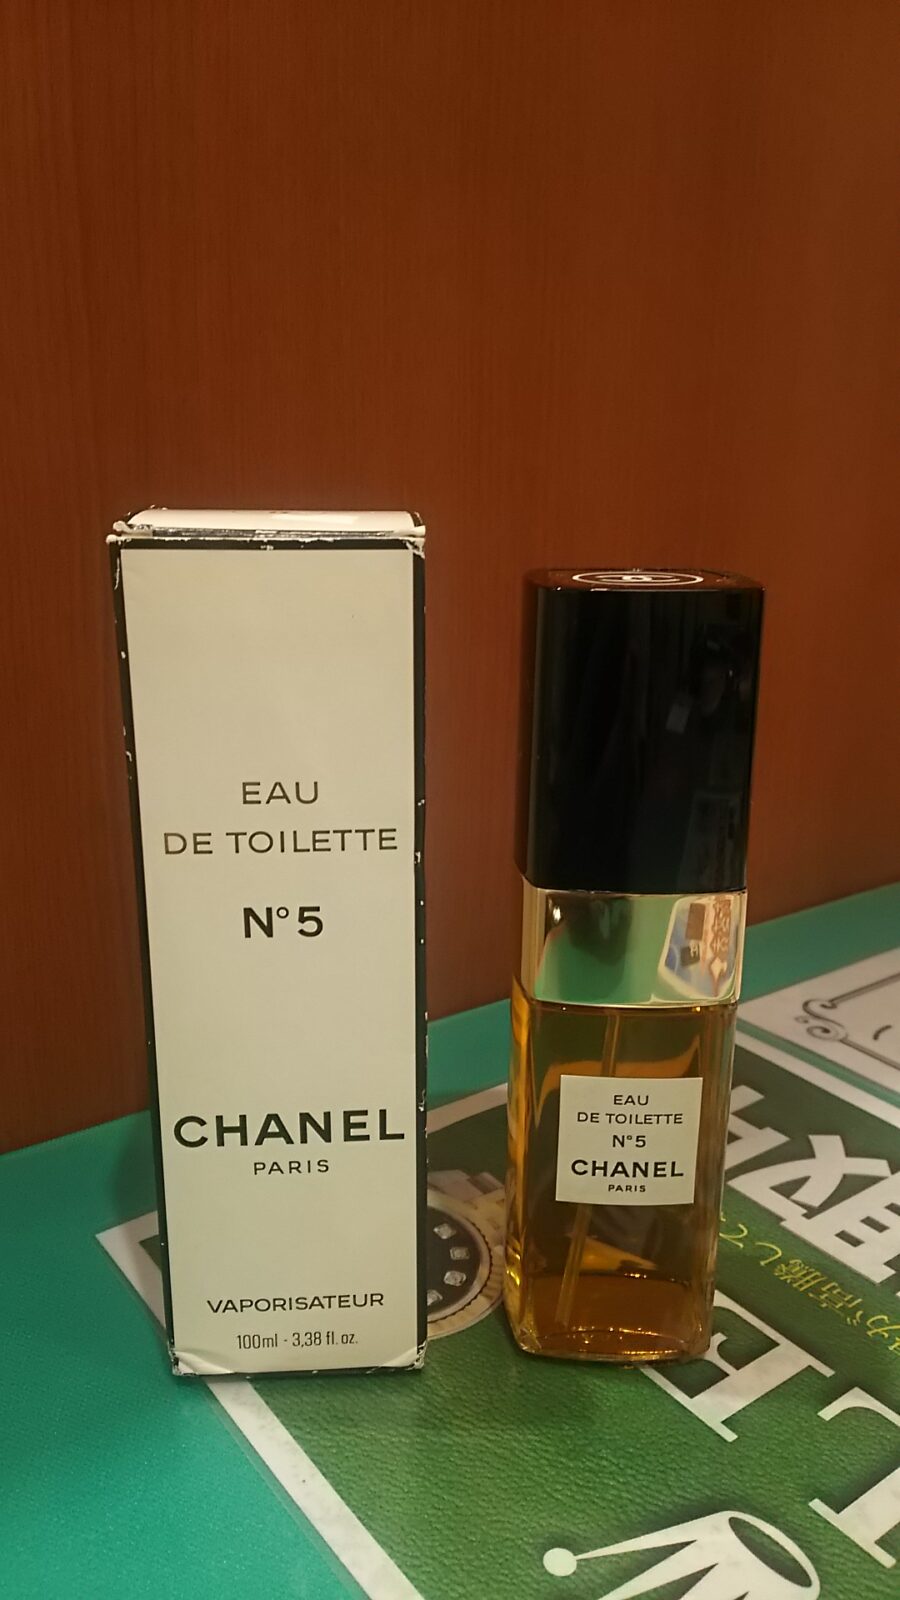 EAU
DE TOILETTE
N°5
CHANEL
PARIS
VAPORISATEUR
100ml - 3,38 fl. oz.
EAU
DE TOILETTE
N°5
CHANEL
PARIS